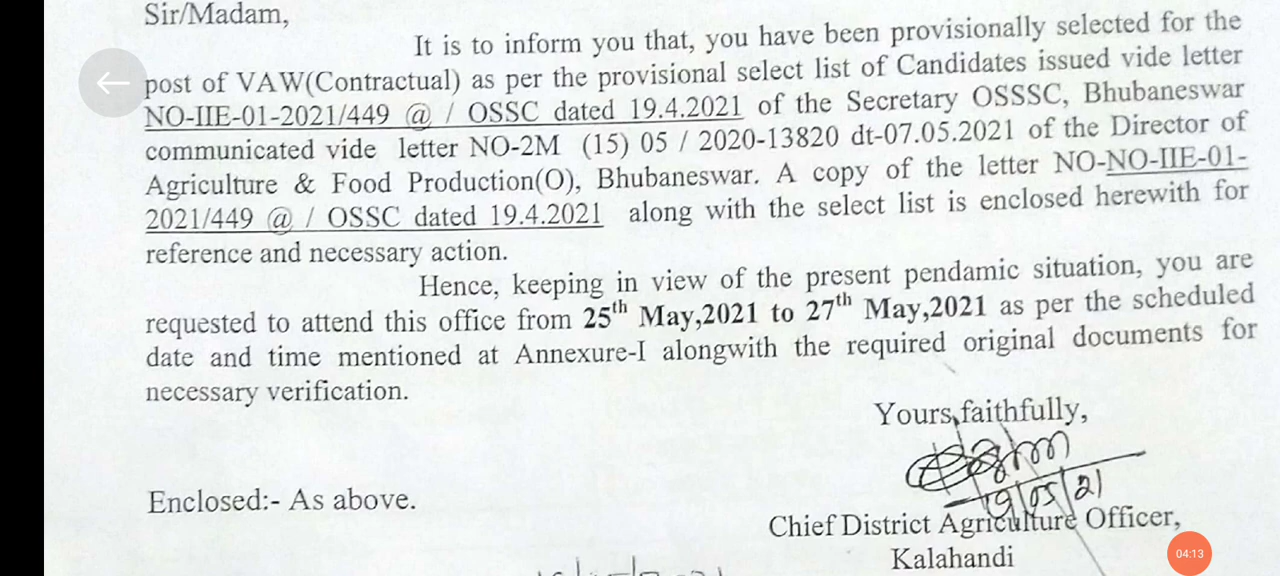 Sir/Madam,
It is to inform you that, you have been provisionally selected for the
post of VAW(Contractual) as per the provisional select list of Candidates issued vide letter
NO-IIE-01-2021/449 @ / OSSC dated 19.4.2021 of the Secretary OSSSC, Bhubaneswar
communicated vide letter NO-2M (15) 05 / 2020-13820 dt-07.05.2021 of the Director of
Agriculture & Food Production(O), Bhubaneswar. A copy of the letter NO-NO-IIE-01-
2021/449 @ / OSSC dated 19.4.2021 along with the select list is enclosed herewith for
reference and necessary action.
Hence, keeping in view of the present pendamic situation, you are
requested to attend this office from 25th May,2021 to 27th May,2021 as per the scheduled
date and time mentioned at Annexure-I alongwith the required original documents for
necessary verification.
Yours faithfully,
19/05/21
Enclosed:- As above.
Chief District Agriculture Officer,
Kalahandi
04:13